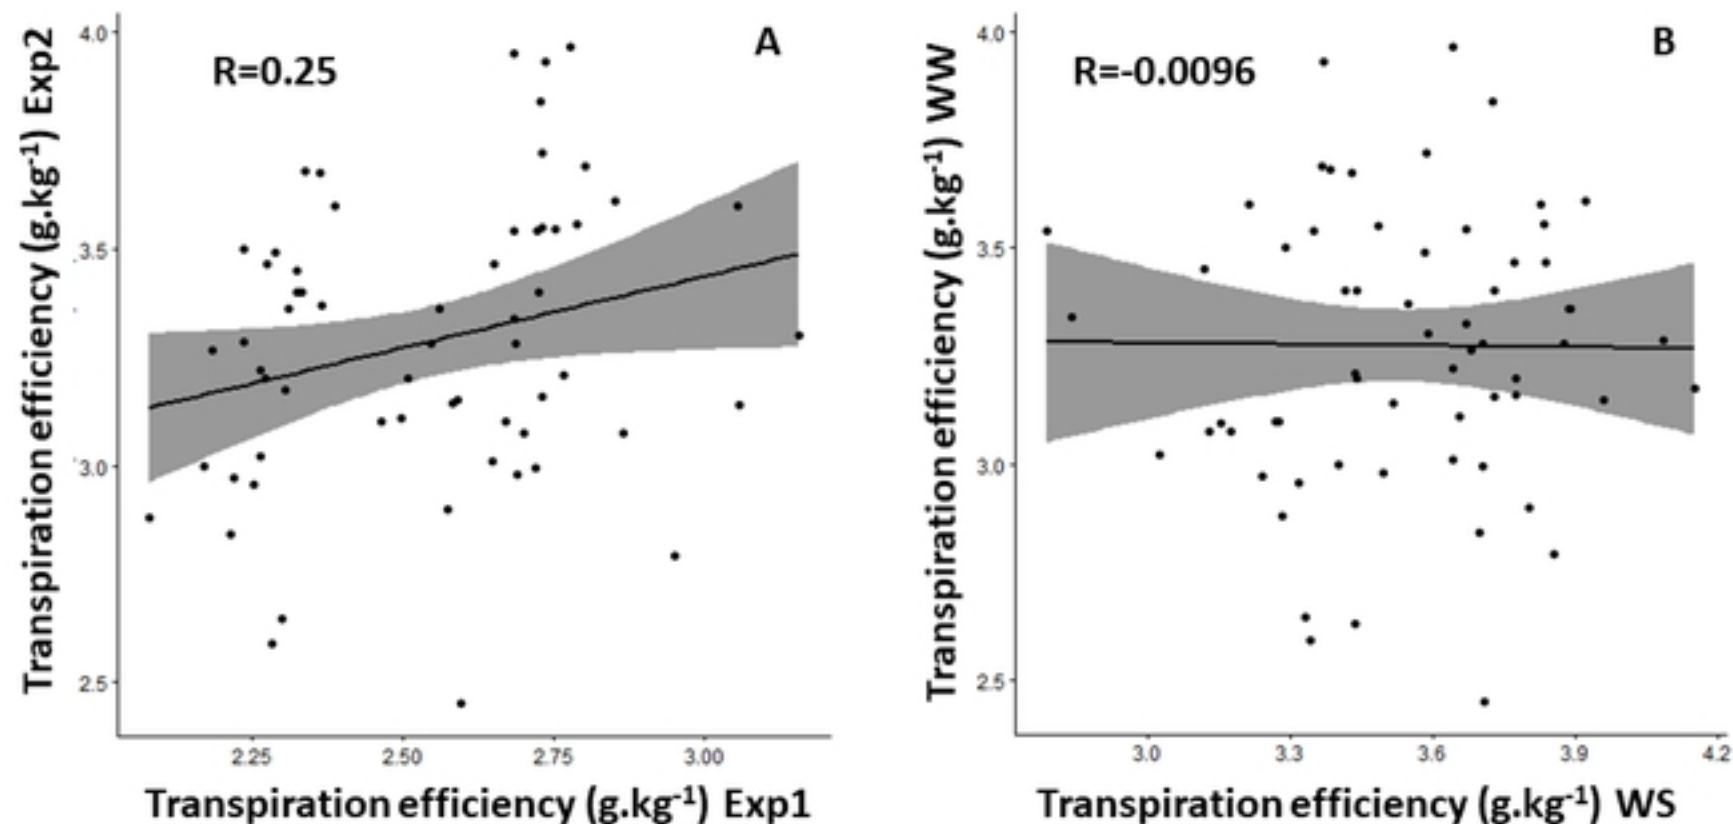 A
R=0.25
Transpiration efficiency (g.kg⁻¹) Exp2
4.0
3.5
3.0
2.5
2.25
2.50
2.75
3.00
Transpiration efficiency (g.kg⁻¹) Exp1
B
R=-0.0096
Transpiration efficiency (g.kg⁻¹) WW
4.0
3.5
3.0
2.5
3.0
3.3
3.6
3.9
4.2
Transpiration efficiency (g.kg⁻¹) WS